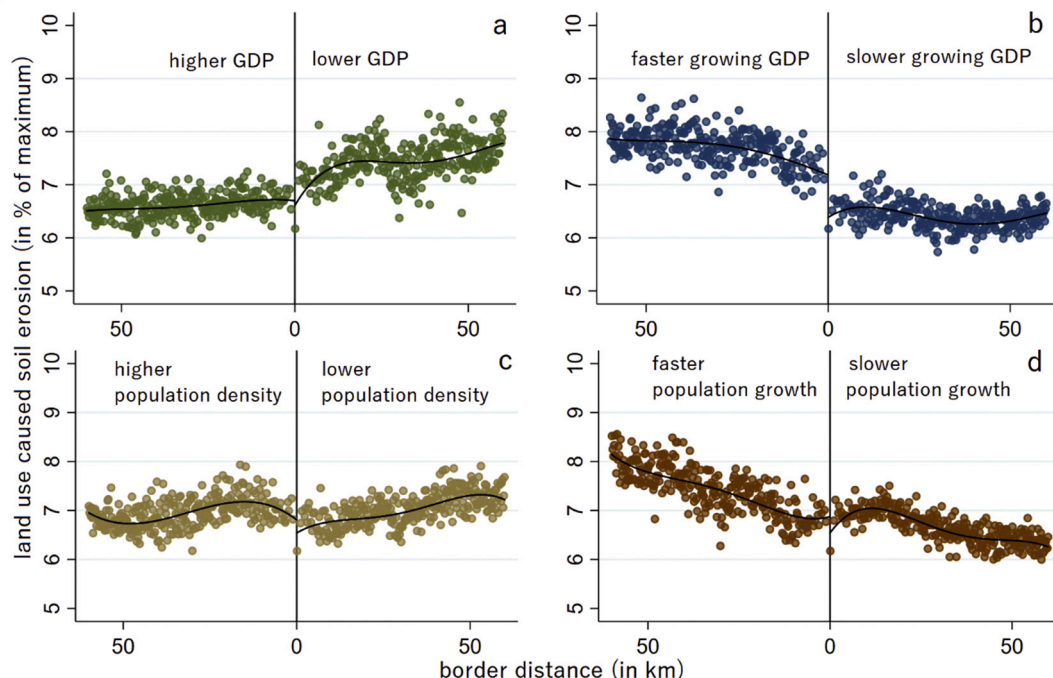 land use caused soil erosion (in % of maximum)
a
higher GDP
lower GDP
10
9
8
7
6
5
50
0
50
b
faster growing GDP
slower growing GDP
10
9
8
7
6
5
50
0
50
c
higher
population density
lower
population density
10
9
8
7
6
5
50
0
50
d
faster
population growth
slower
population growth
10
9
8
7
6
5
50
0
50
border distance (in km)